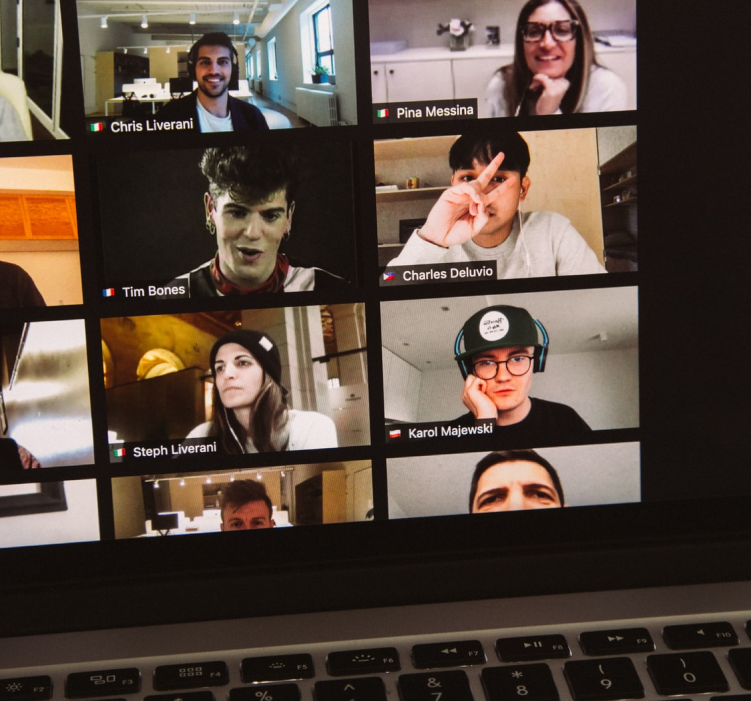 Chris Liverani
Pina Messina
Tim Bones
Charles Deluvio
Steph Liverani
Karol Majewski
F2
F3
F4
F5
F6
F7
F8
F9
F10
%
^
&
7
*
8
(
9
)
0